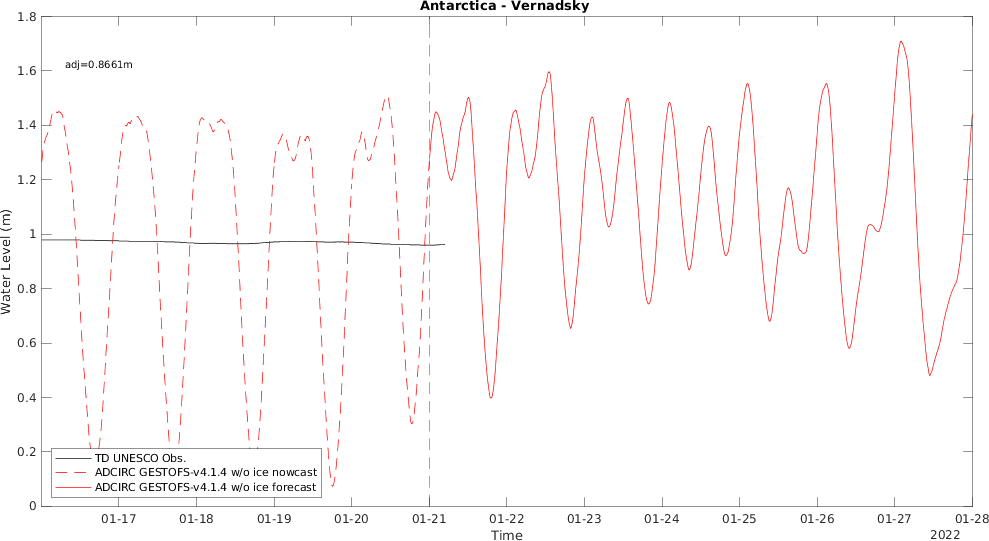 Antarctica - Vernadsky
adj=0.8661m
Water Level (m)
1.8
1.6
1.4
1.2
1
0.8
0.6
0.4
0.2
0
TD UNESCO Obs.
ADCIRC GESTOFS-v4.1.4 w/o ice nowcast
ADCIRC GESTOFS-v4.1.4 w/o ice forecast
01-17 01-18 01-19 01-20 01-21 01-22 01-23 01-24 01-25 01-26 01-27 01-28
Time
2022